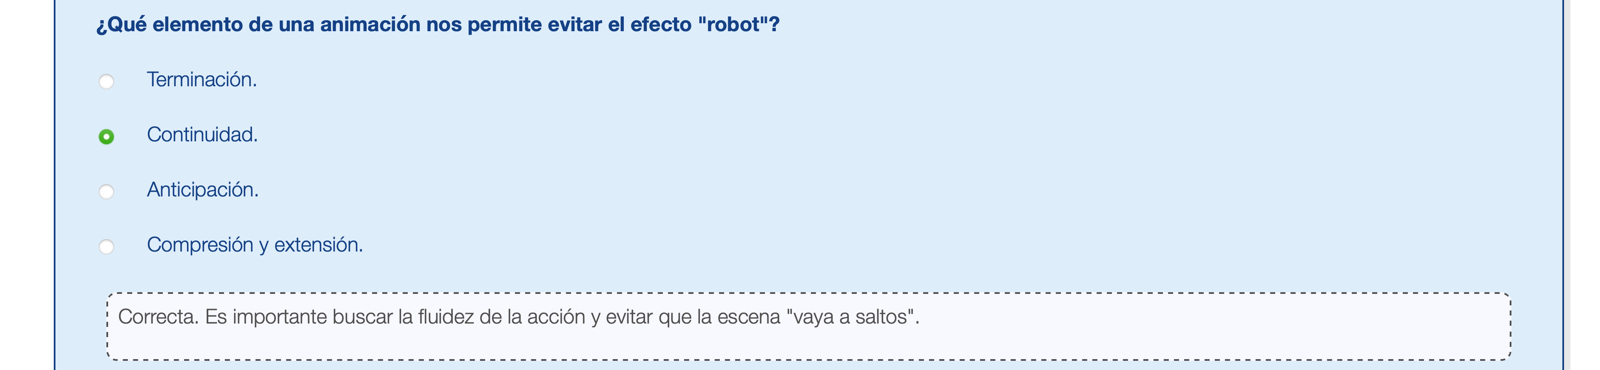 ¿Qué elemento de una animación nos permite evitar el efecto "robot"?
Terminación.
Continuidad.
Anticipación.
Compresión y extensión.
Correcta. Es importante buscar la fluidez de la acción y evitar que la escena "vaya a saltos".